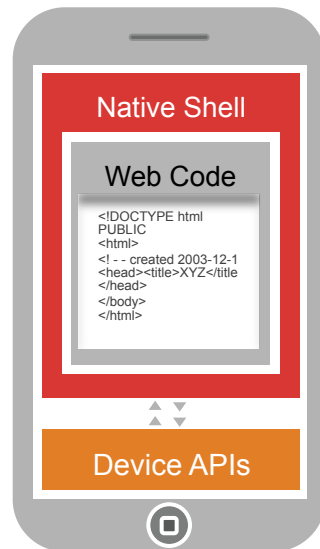 Native Shell
Web Code
<!DOCTYPE html
PUBLIC
<html>
<! - - created 2003-12-1
<head><title>XYZ</title
</head>
</body>
</html>
Device APIs